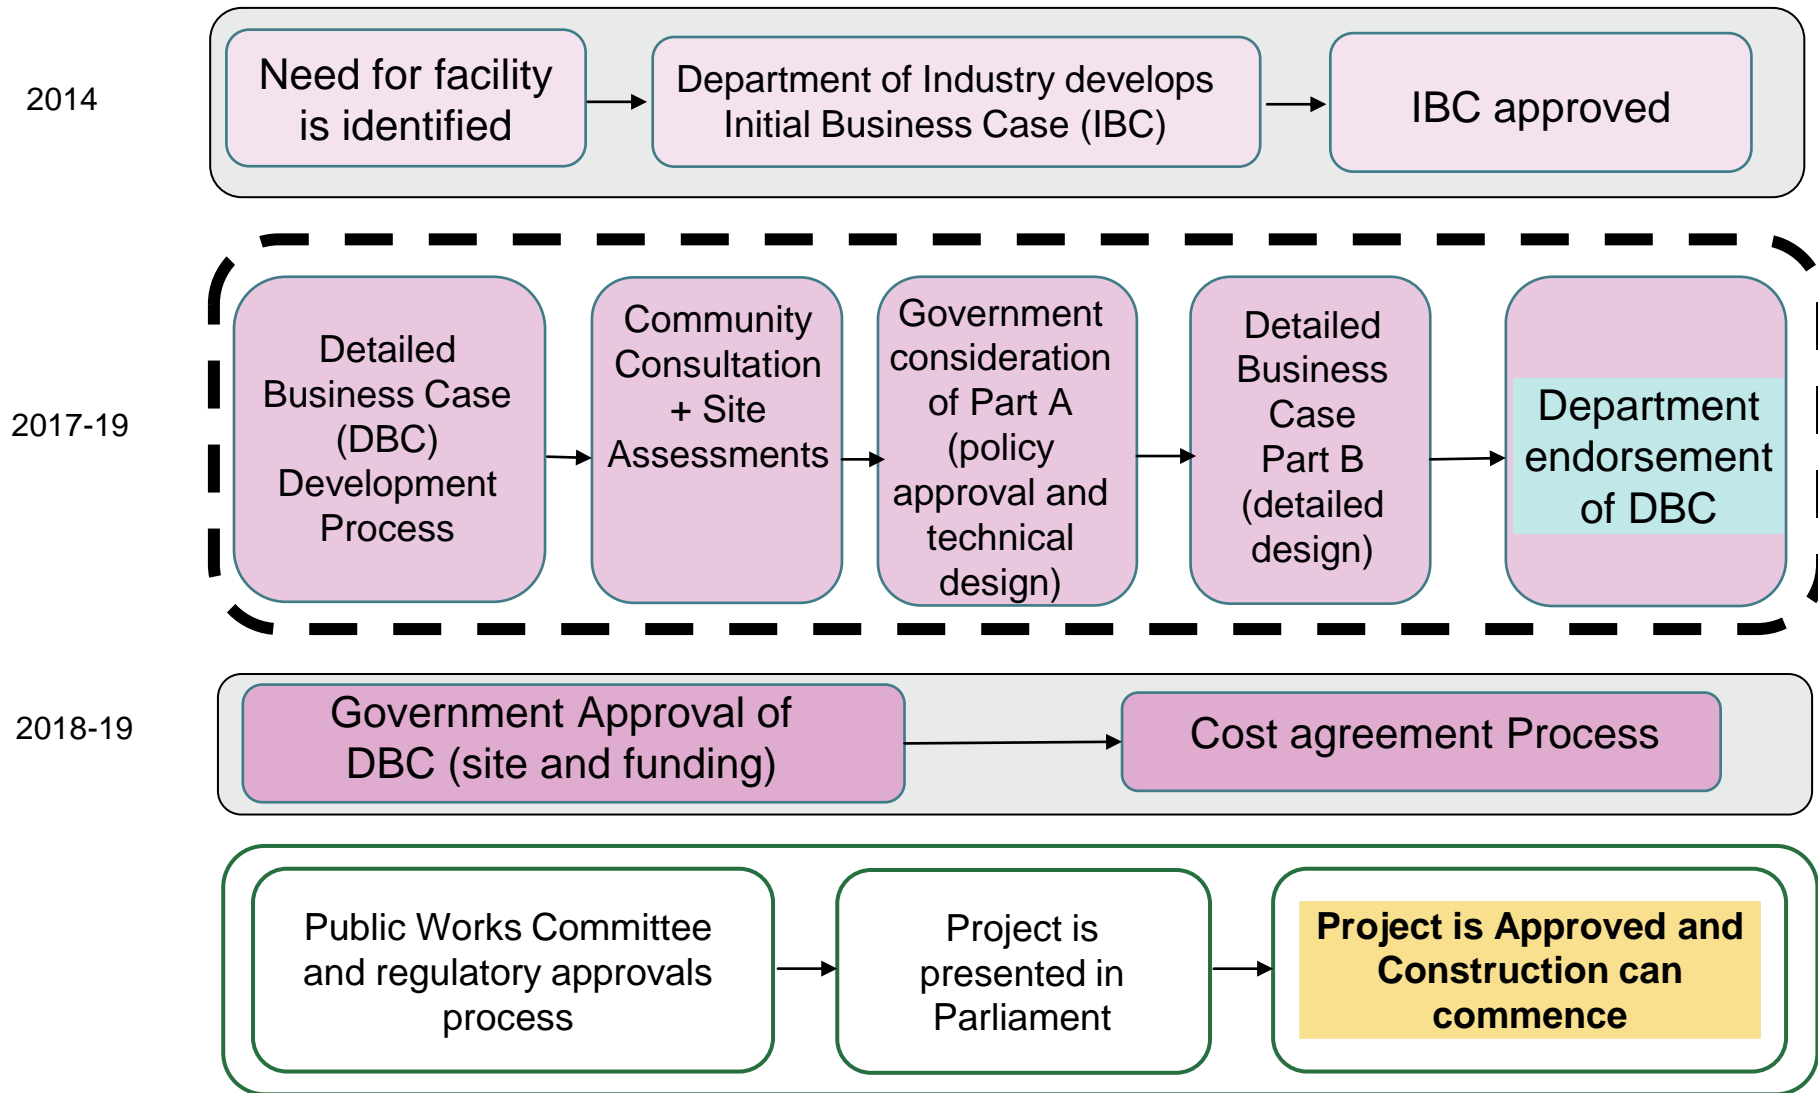 2014
Need for facility
is identified
Department of Industry develops
Initial Business Case (IBC)
IBC approved
2017-19
Detailed
Business Case
(DBC)
Development
Process
Community
Consultation
+ Site
Assessments
Government
consideration
of Part A
(policy
approval and
technical
design)
Detailed
Business
Case
Part B
(detailed
design)
Department
endorsement
of DBC
2018-19
Government Approval of
DBC (site and funding)
Cost agreement Process
Public Works Committee
and regulatory approvals
process
Project is
presented in
Parliament
Project is Approved and
Construction can
commence